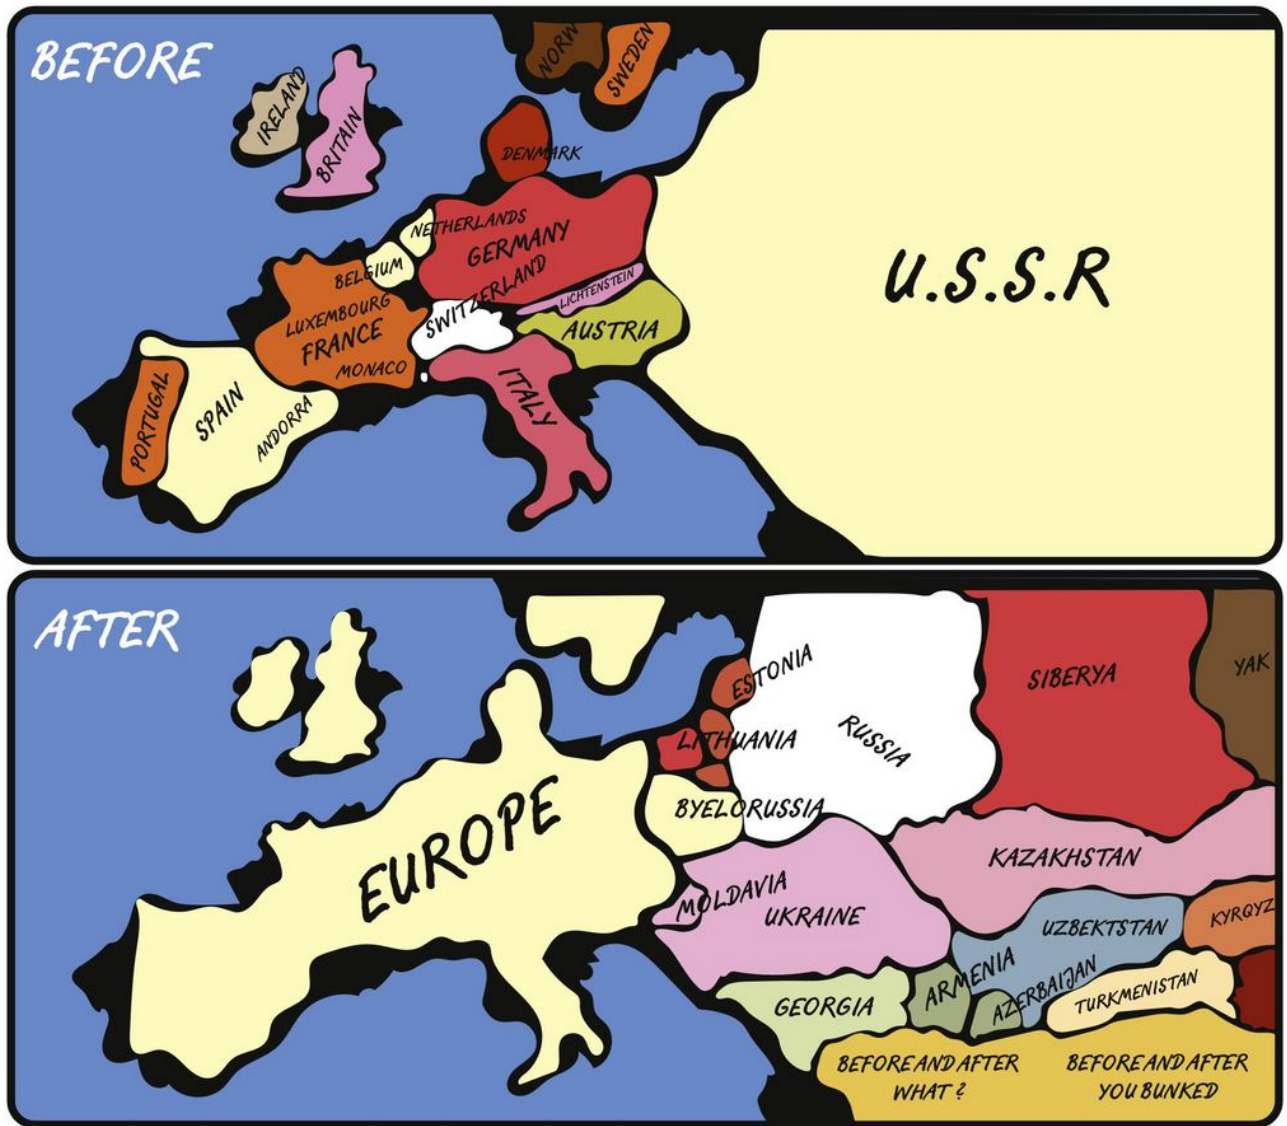 BEFORE
NORW
SWEDEN
IRELAND
BRITAIN
DENMARK
NETHERLANDS
GERMANY
BELGIUM
SWITZERLAND
LICHTENSTEIN
LUXEMBOURG
FRANCE
MONACO
AUSTRIA
ITALY
PORTUGAL
SPAIN
ANDORRA
U.S.S.R
AFTER
ESTONIA
LITHUANIA
RUSSIA
SIBERYA
YAK
EUROPE
BYELORUSSIA
MOLDAVIA
UKRAINE
KAZAKHSTAN
UZBEKTSTAN
KYRQYZ
GEORGIA
ARMENIA
AZERBAIJAN
TURKMENISTAN
BEFORE AND AFTER
WHAT ?
BEFORE AND AFTER
YOU BUNKED